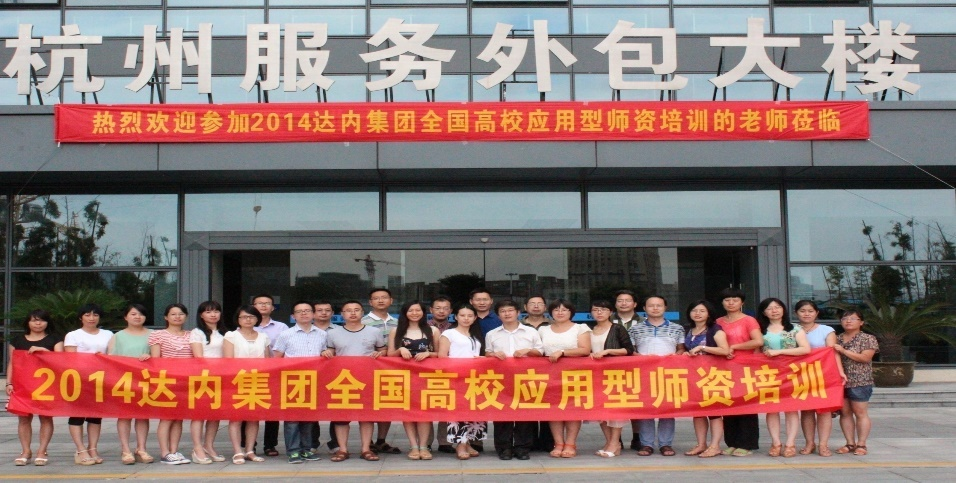 杭州服务外包大楼
热烈欢迎参加2014达内集团全国高校应用型师资培训的老师莅临
2014达内集团全国高校应用型师资培训